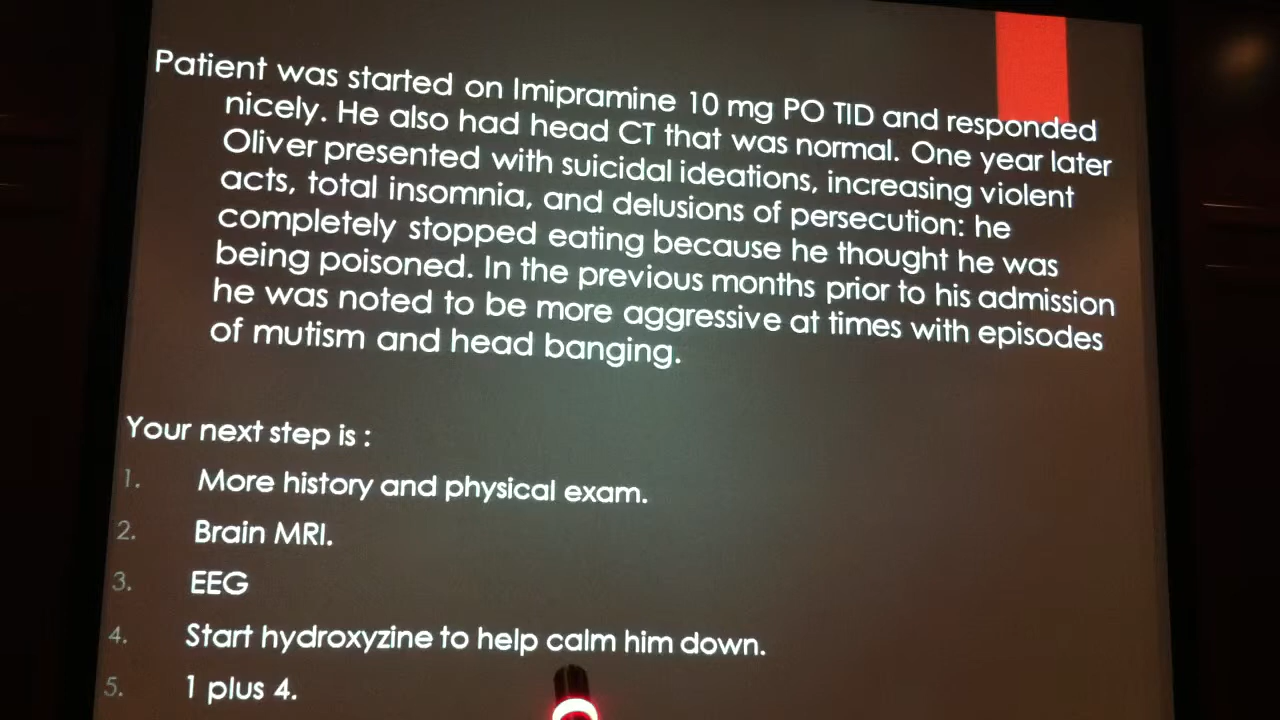 Patient was started on Imipramine 10 mg PO TID and responded
nicely. He also had head CT that was normal. One year later
Oliver presented with suicidal ideations, increasing violent
acts, total insomnia, and delusions of persecution: he
completely stopped eating because he thought he was
being poisoned. In the previous months prior to his admission
he was noted to be more aggressive at times with episodes
of mutism and head banging.
Your next step is :
1. More history and physical exam.
2. Brain MRI.
3. EEG
4. Start hydroxyzine to help calm him down.
5. 1 plus 4.